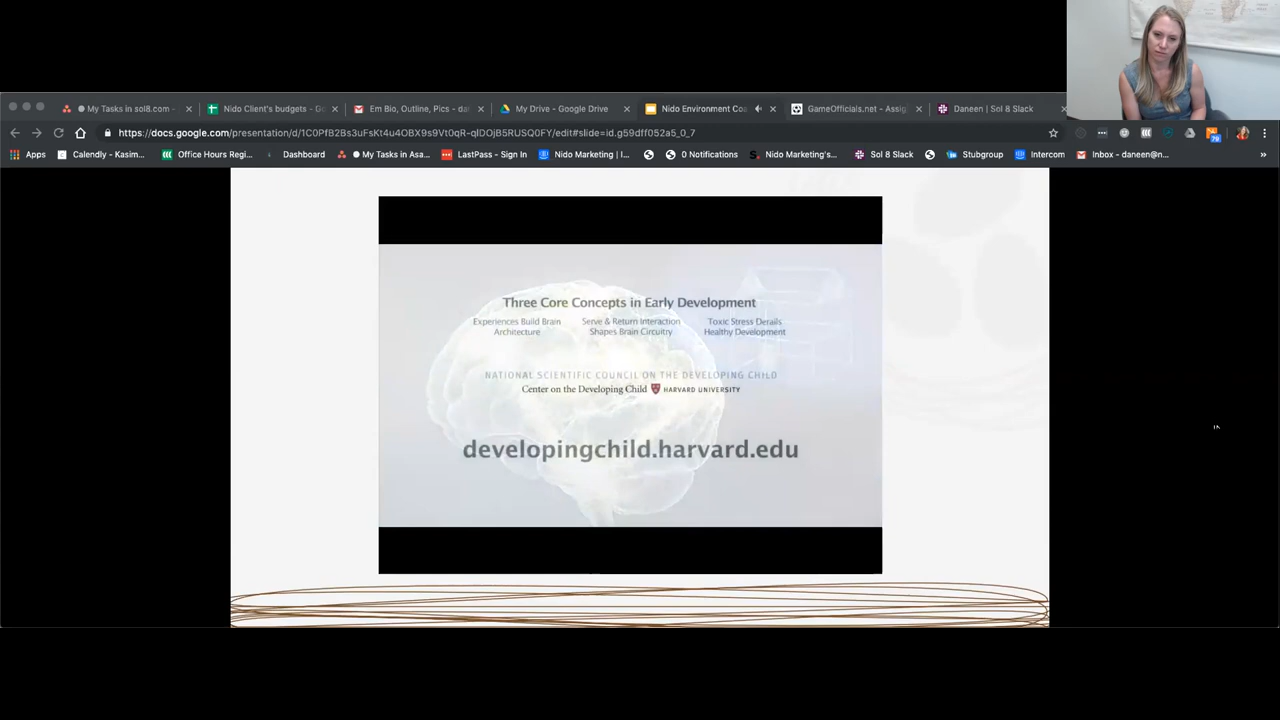 My Tasks in sol8.com -
Nido Client's budgets - Go
Em Bio, Outline, Pics - da
My Drive - Google Drive
Nido Environment Coa
GameOfficials.net - Assig
Daneen | Sol 8 Slack
https://docs.google.com/presentation/d/1C0PfB2Bs3uFsKt4u4OBX9s9Vt0qR-qIDOjB5RUSQ0FY/edit#slide=id.g59dff052a5_0_7
Apps
Calendly - Kasim...
Office Hours Regi...
Dashboard
My Tasks in Asa...
LastPass - Sign In
Nido Marketing | I...
0 Notifications
Nido Marketing's...
Sol 8 Slack
Stubgroup
Intercom
Inbox - daneen@n...
»
Three Core Concepts in Early Development
Experiences Build Brain
Architecture
Serve & Return Interaction
Shapes Brain Circuitry
Toxic Stress Derails
Healthy Development
NATIONAL SCIENTIFIC COUNCIL ON THE DEVELOPING CHILD
Center on the Developing Child HARVARD UNIVERSITY
developingchild.harvard.edu